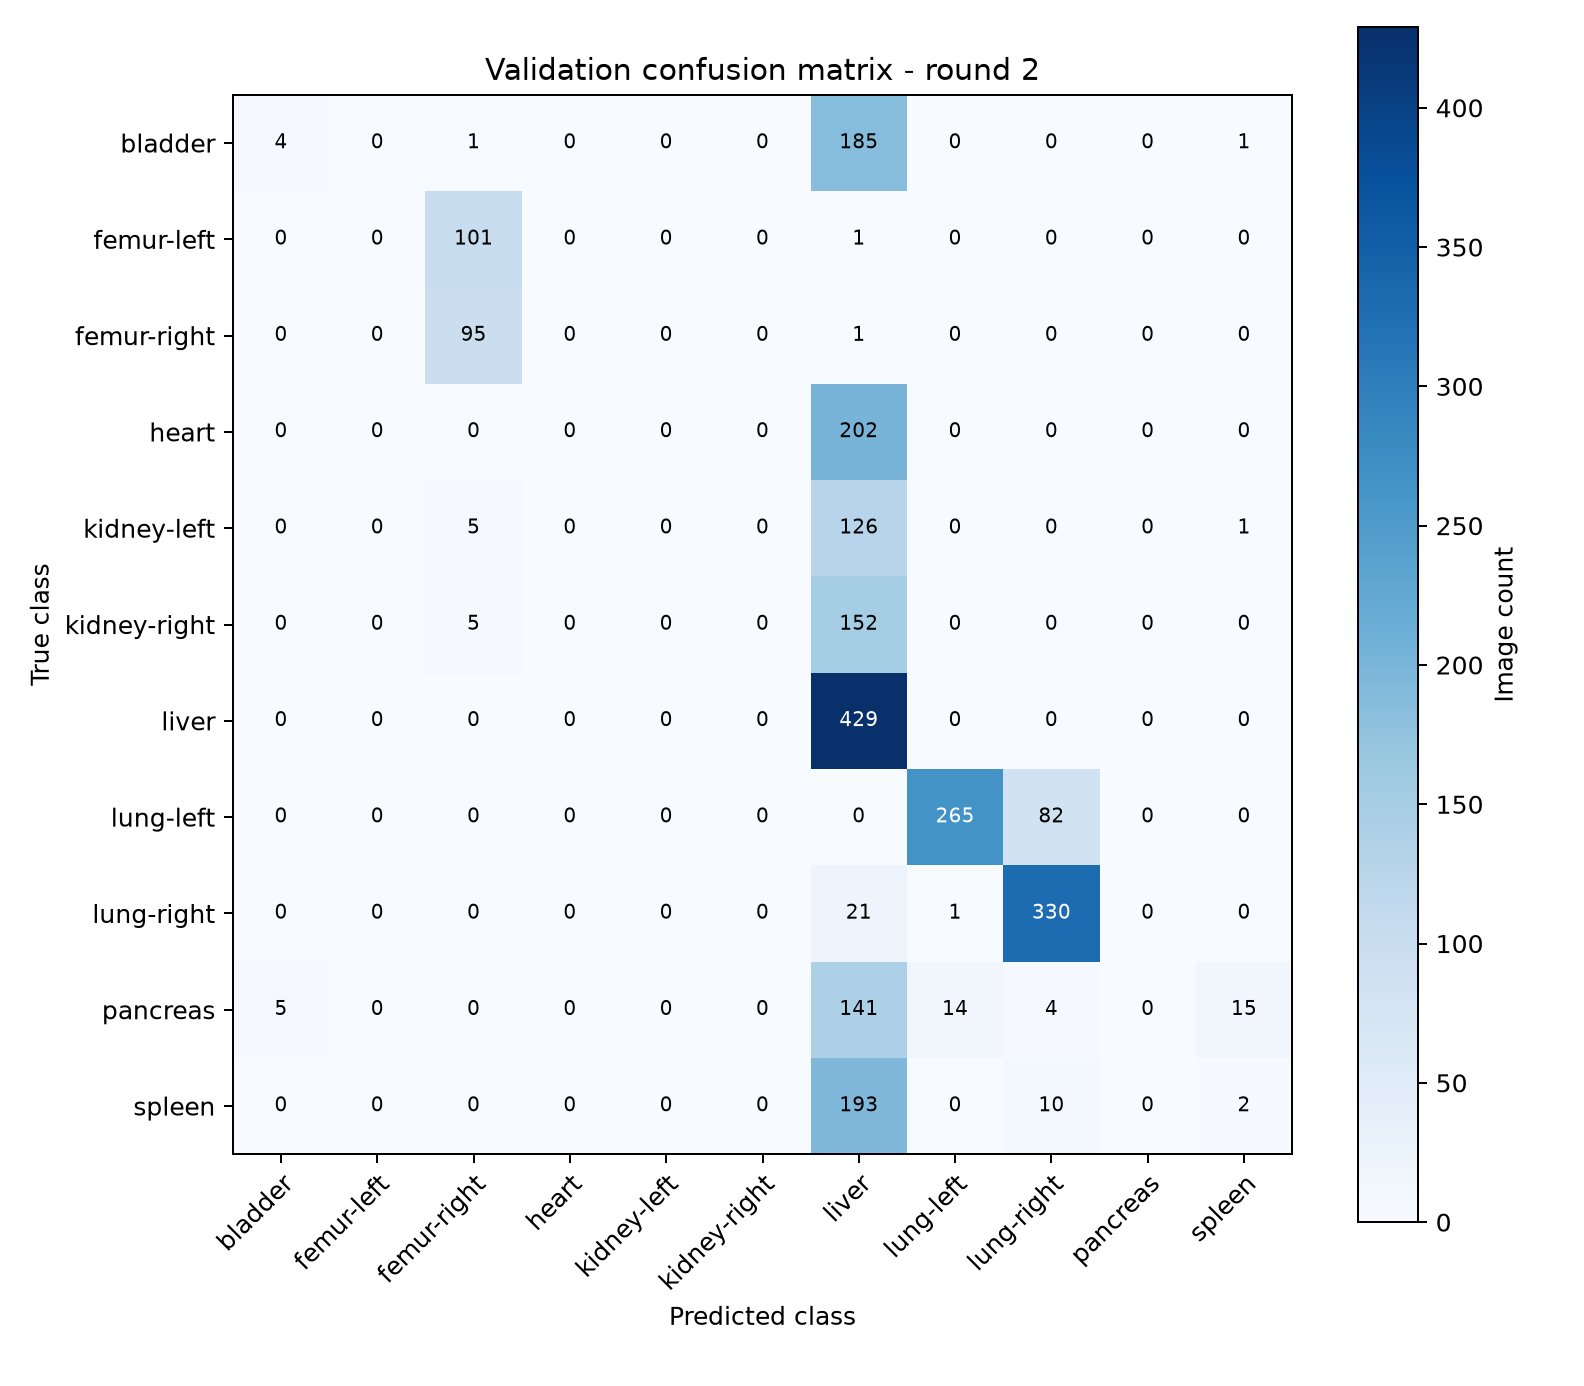 Validation confusion matrix - round 2
bladder 4 0 1 0 0 0 185 0 0 0 1
femur-left 0 0 101 0 0 0 1 0 0 0 0
femur-right 0 0 95 0 0 0 1 0 0 0 0
heart 0 0 0 0 0 0 202 0 0 0 0
kidney-left 0 0 5 0 0 0 126 0 0 0 1
kidney-right 0 0 5 0 0 0 152 0 0 0 0
liver 0 0 0 0 0 0 429 0 0 0 0
lung-left 0 0 0 0 0 0 0 265 82 0 0
lung-right 0 0 0 0 0 0 21 1 330 0 0
pancreas 5 0 0 0 0 0 141 14 4 0 15
spleen 0 0 0 0 0 0 193 0 10 0 2
True class
bladder femur-left femur-right heart kidney-left kidney-right liver lung-left lung-right pancreas spleen
Predicted class
400
350
300
250
200
150
100
50
0
Image count